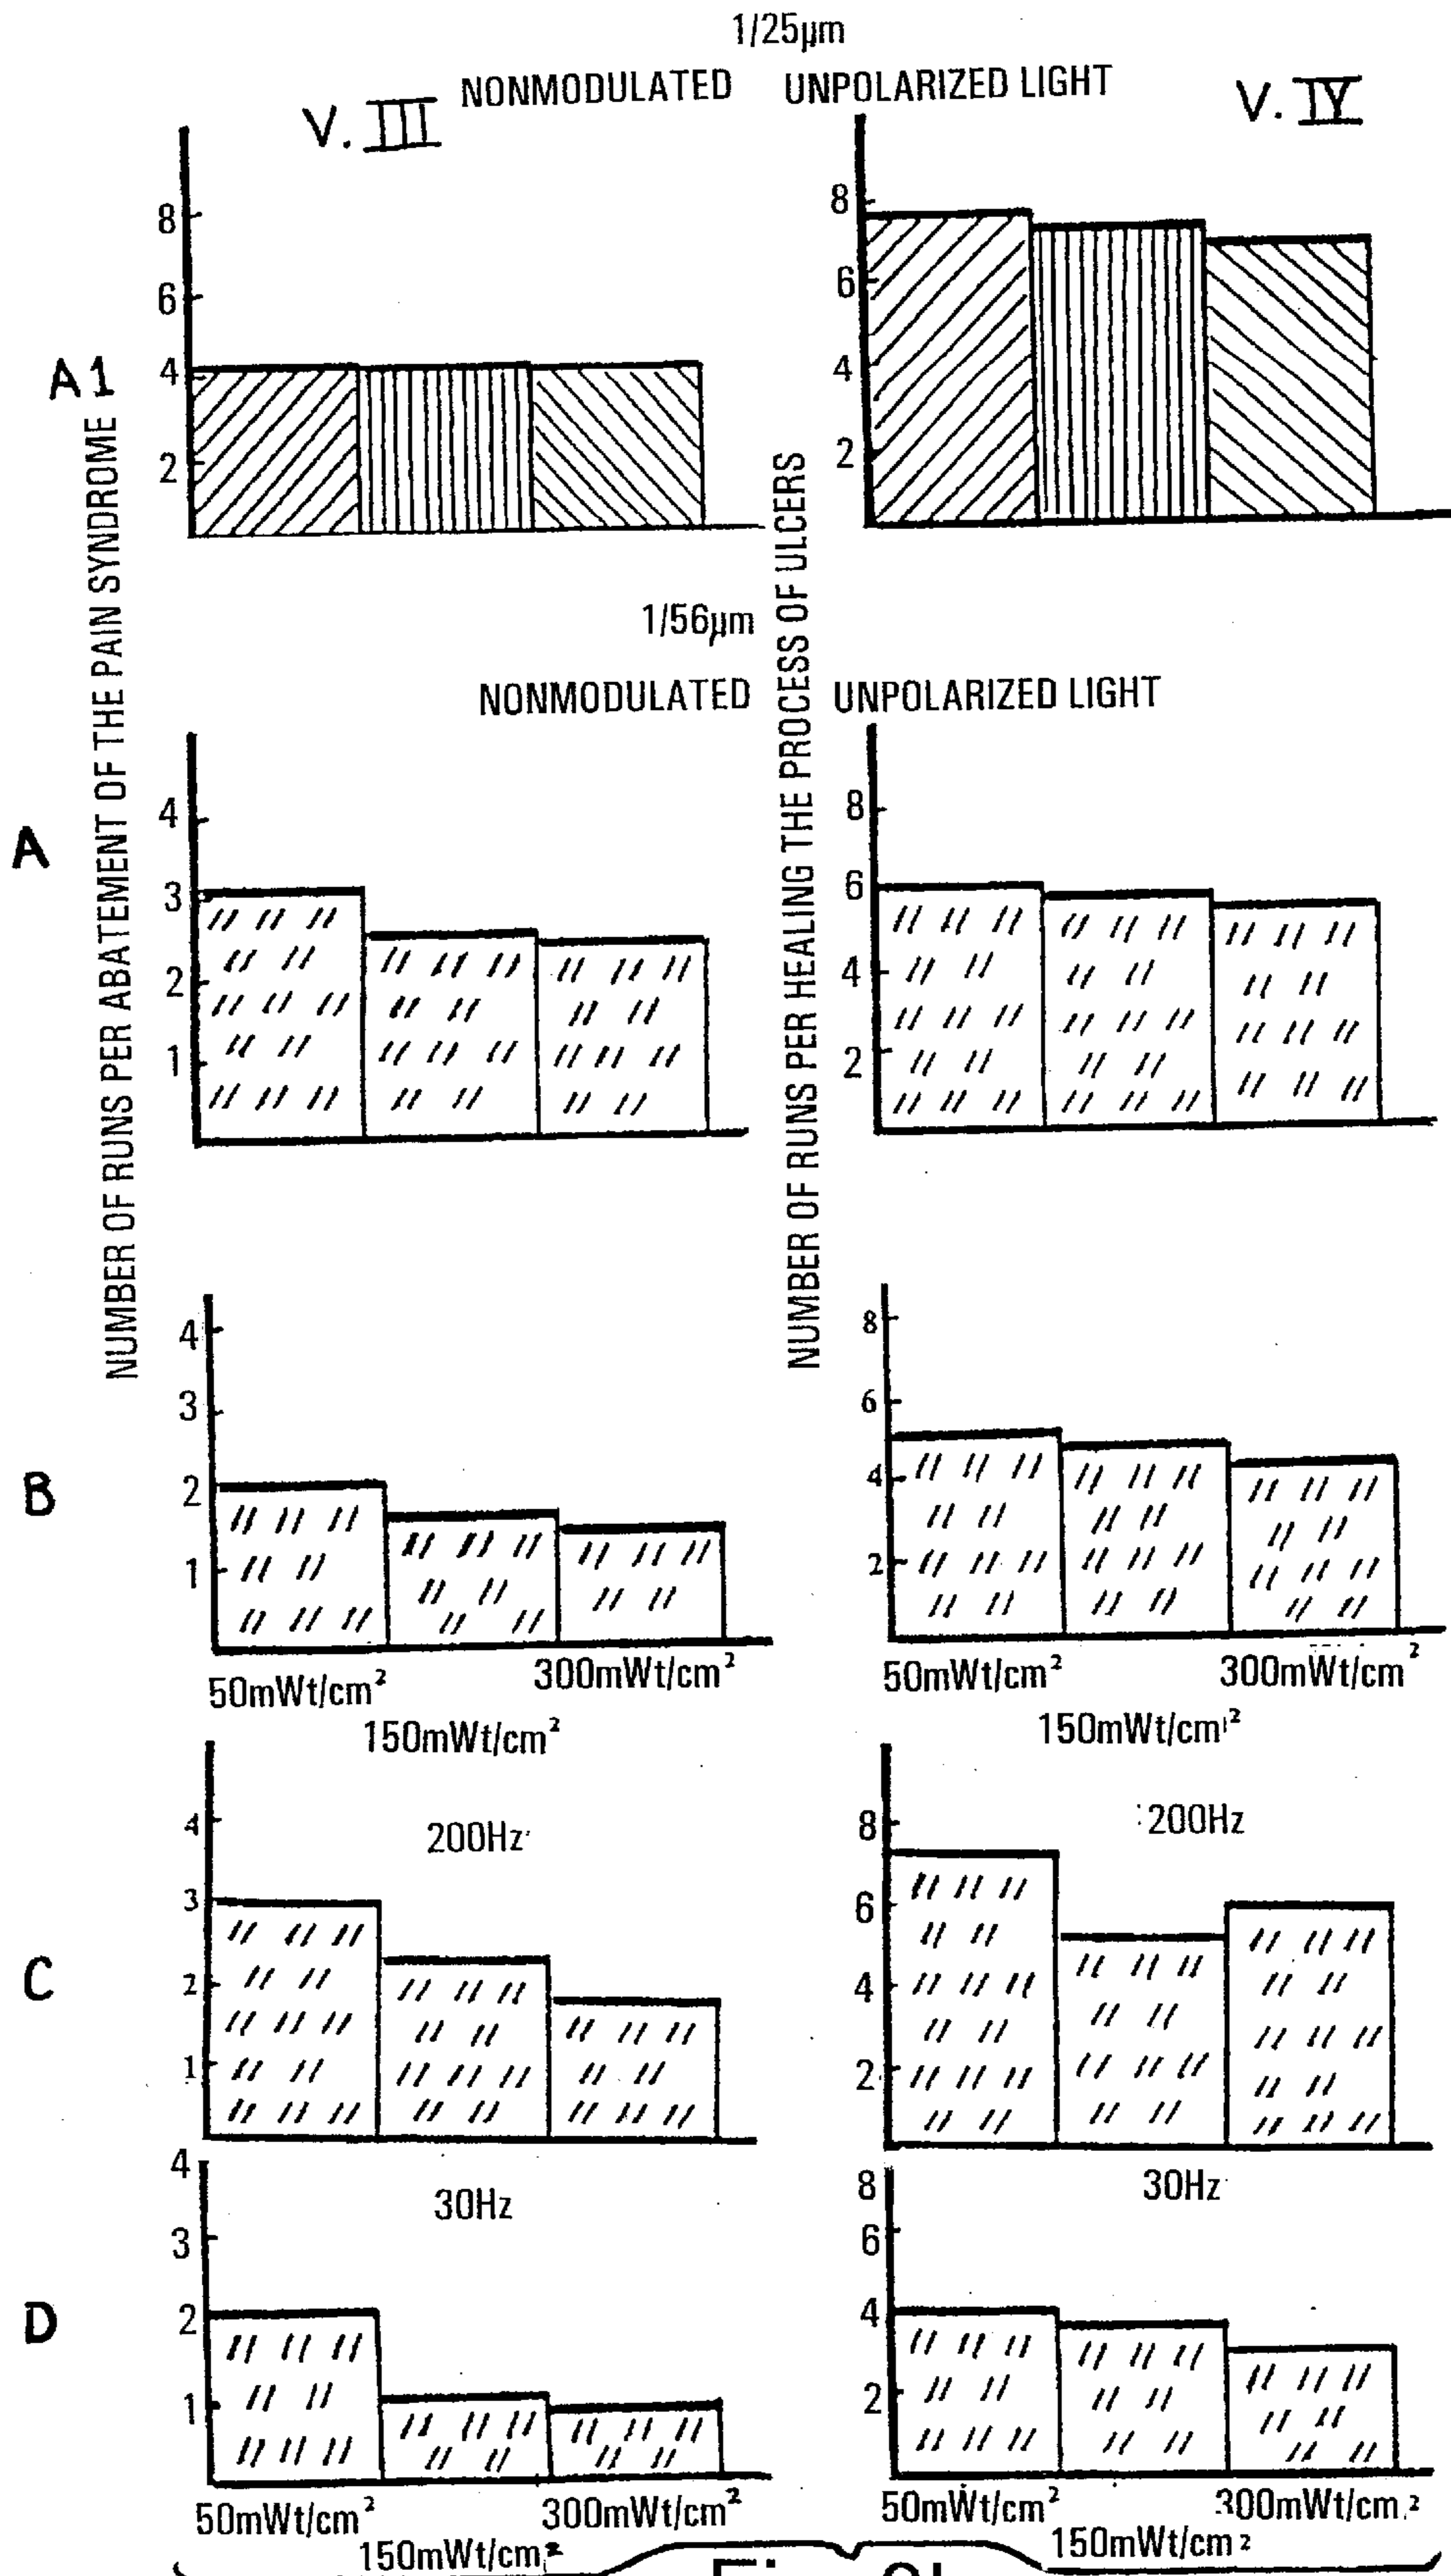 1/25µm
NONMODULATED UNPOLARIZED LIGHT
V. III
V. IV
8
6
4
2
8
6
4
2
A1
NUMBER OF RUNS PER ABATEMENT OF THE PAIN SYNDROME
NUMBER OF RUNS PER HEALING THE PROCESS OF ULCERS
1/56µm
NONMODULATED UNPOLARIZED LIGHT
A
4
3
2
1
8
6
4
2
B
4
3
2
1
8
6
4
2
50mWt/cm² 300mWt/cm²
150mWt/cm²
50mWt/cm² 300mWt/cm²
150mWt/cm²
C
200Hz
4
3
2
1
200Hz
8
6
4
2
D
30Hz
4
3
2
1
30Hz
8
6
4
2
50mWt/cm² 300mWt/cm²
150mWt/cm²
50mWt/cm² 300mWt/cm²
150mWt/cm²